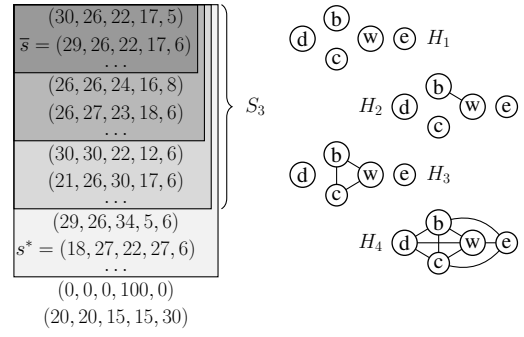 (30, 26, 22, 17, 5)
s̅ = (29, 26, 22, 17, 6)
...
(26, 26, 24, 16, 8)
(26, 27, 23, 18, 6)
...
(30, 30, 22, 12, 6)
(21, 26, 30, 17, 6)
...
(29, 26, 34, 5, 6)
s* = (18, 27, 22, 27, 6)
...
(0, 0, 0, 100, 0)
(20, 20, 15, 15, 30)
S₃
b
d w e H₁
c
b
H₂ d w e
c
b
d w e H₃
c
b
H₄ d w e
c